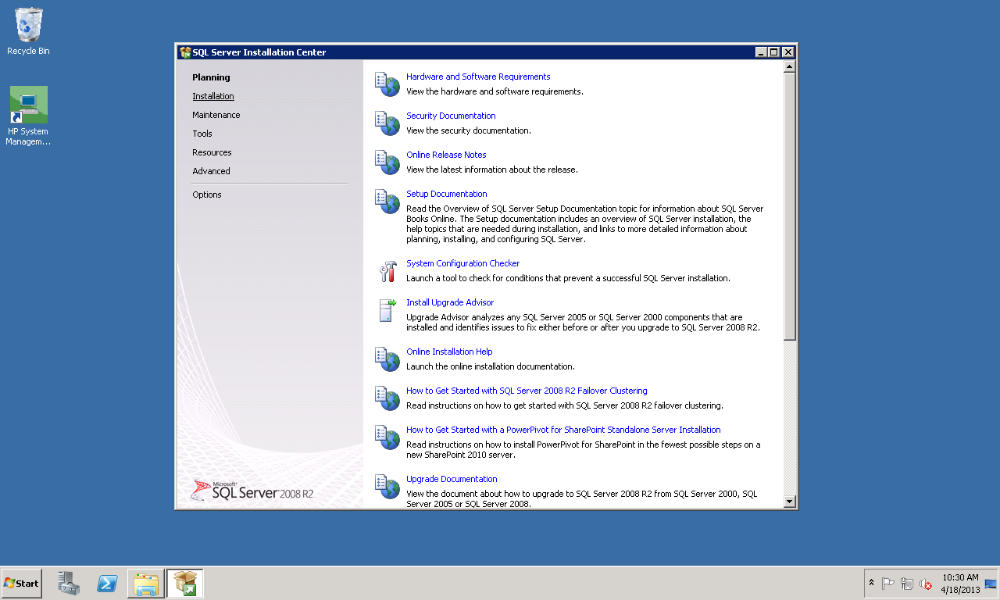 Recycle Bin
HP System
Managem...
SQL Server Installation Center
Planning
Installation
Maintenance
Tools
Resources
Advanced
Options
Hardware and Software Requirements
View the hardware and software requirements.
Security Documentation
View the security documentation.
Online Release Notes
View the latest information about the release.
Setup Documentation
Read the Overview of SQL Server Setup Documentation topic for information about SQL Server
Books Online. The Setup documentation includes an overview of SQL Server installation, the
help topics that are needed during installation, and links to more detailed information about
planning, installing, and configuring SQL Server.
System Configuration Checker
Launch a tool to check for conditions that prevent a successful SQL Server installation.
Install Upgrade Advisor
Upgrade Advisor analyzes any SQL Server 2005 or SQL Server 2000 components that are
installed and identifies issues to fix either before or after you upgrade to SQL Server 2008 R2.
Online Installation Help
Launch the online installation documentation.
How to Get Started with SQL Server 2008 R2 Failover Clustering
Read instructions on how to get started with SQL Server 2008 R2 failover clustering.
How to Get Started with a PowerPivot for SharePoint Standalone Server Installation
Read instructions on how to install PowerPivot for SharePoint in the fewest possible steps on a
new SharePoint 2010 server.
Upgrade Documentation
View the document about how to upgrade to SQL Server 2008 R2 from SQL Server 2000, SQL
Server 2005 or SQL Server 2008.
Microsoft®
SQL Server 2008 R2
Start
10:30 AM
4/18/2013